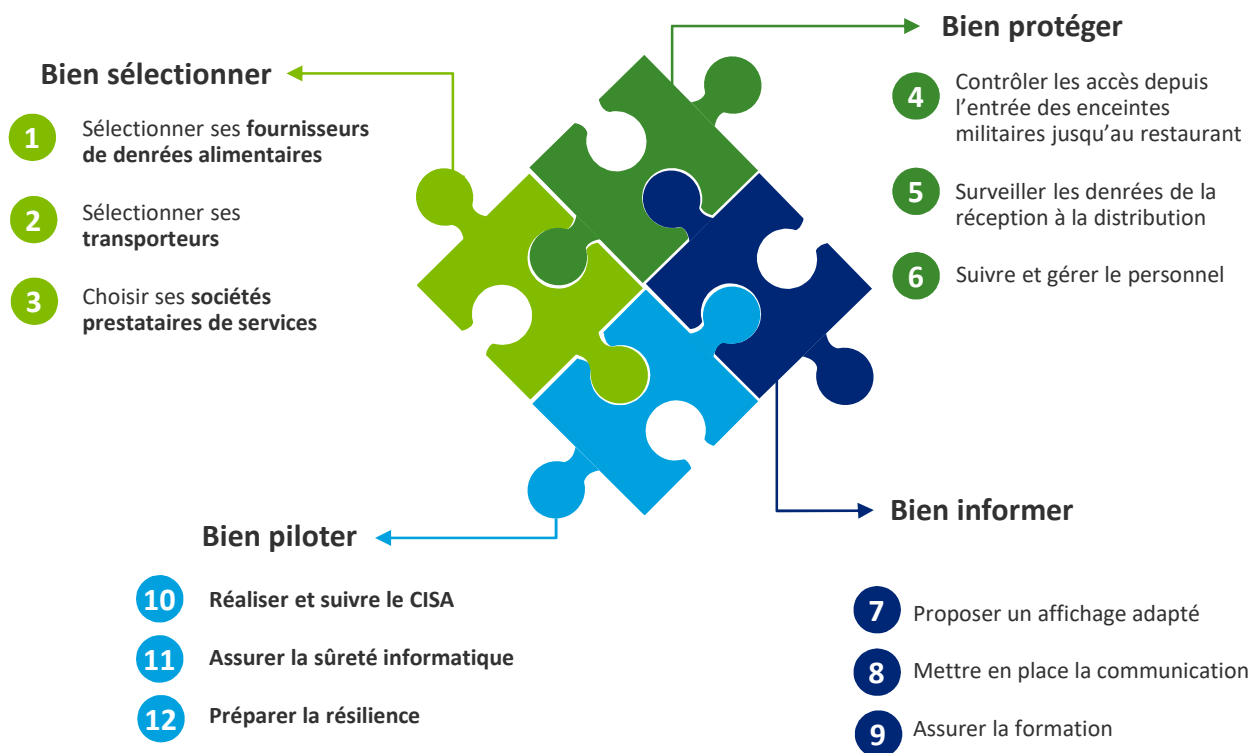 Bien sélectionner
1
Sélectionner ses fournisseurs
de denrées alimentaires
2
Sélectionner ses
transporteurs
3
Choisir ses sociétés
prestataires de services
Bien protéger
4
Contrôler les accès depuis
l’entrée des enceintes
militaires jusqu’au restaurant
5
Surveiller les denrées de la
réception à la distribution
6
Suivre et gérer le personnel
Bien informer
7
Proposer un affichage adapté
8
Mettre en place la communication
9
Assurer la formation
Bien piloter
10
Réaliser et suivre le CISA
11
Assurer la sûreté informatique
12
Préparer la résilience